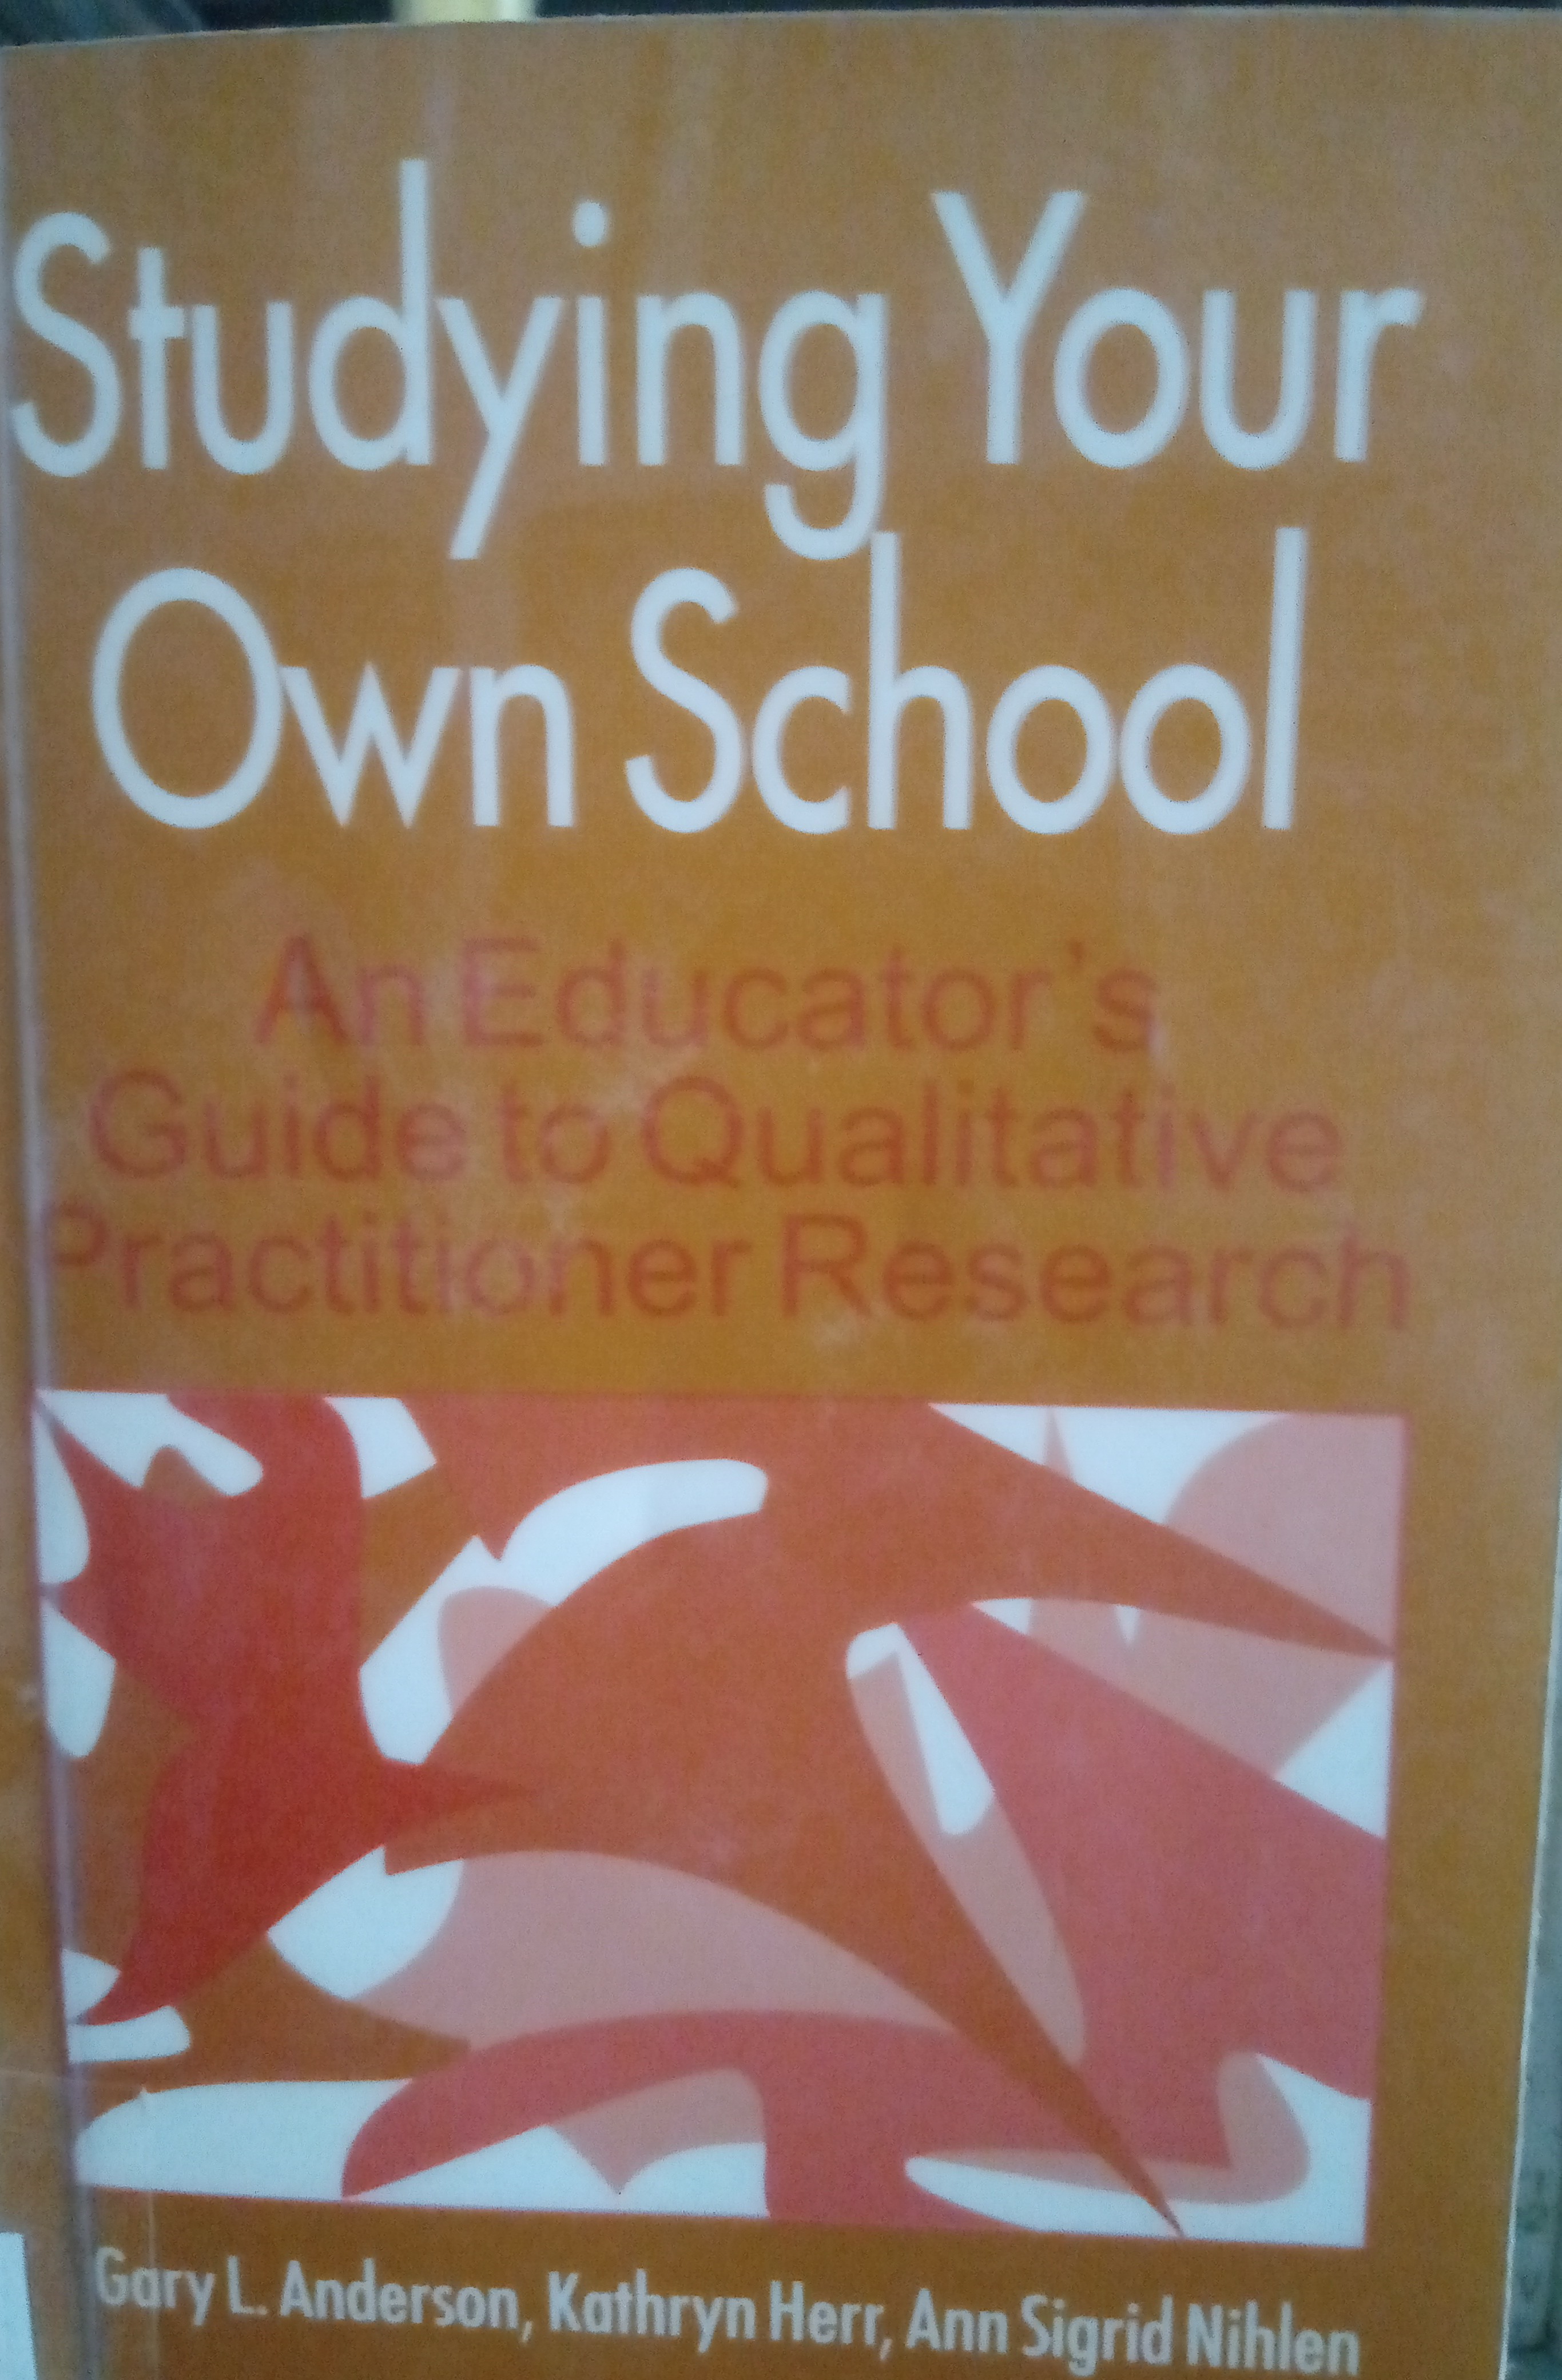 Studying Your
Own School
An Educator's
Guide to Qualitative
Practitioner Research
Gary L. Anderson, Kathryn Herr, Ann Sigrid Nihlen